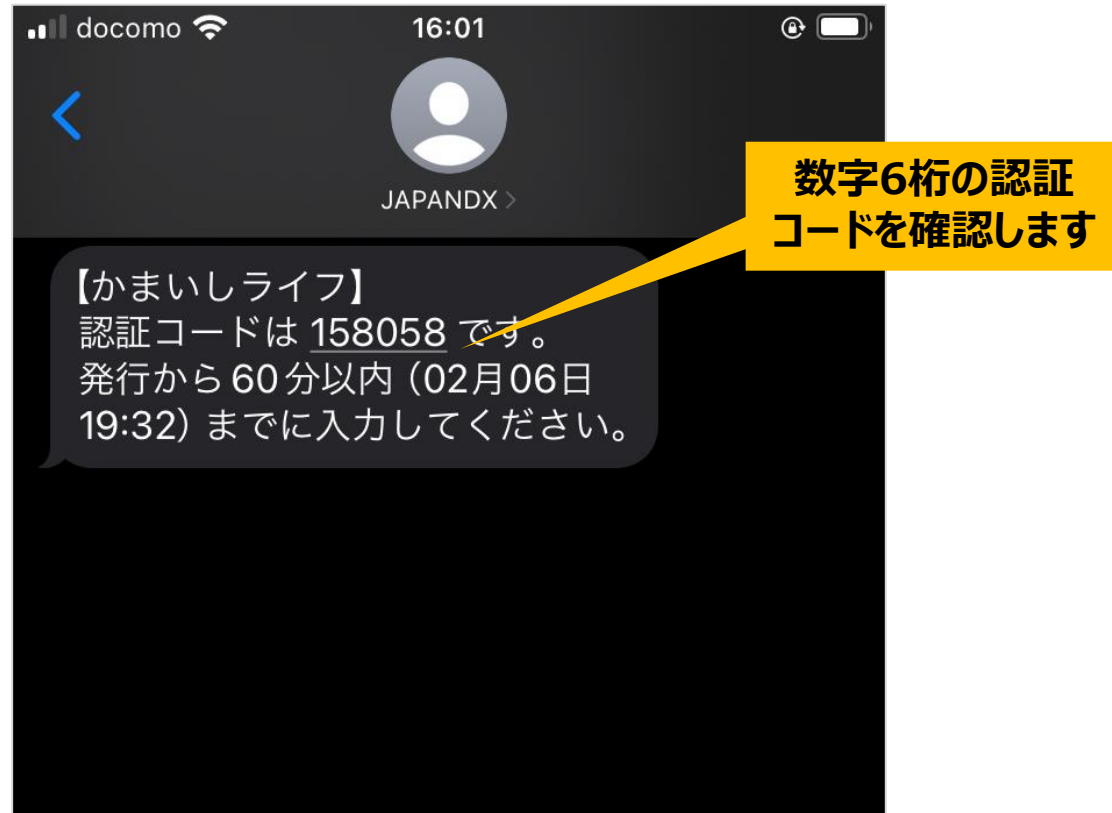 docomo
16:01
JAPANDX >
数字6桁の認証
コードを確認します
【かまいしライフ】
認証コードは 158058 です。
発行から60分以内（02月06日
19:32）までに入力してください。